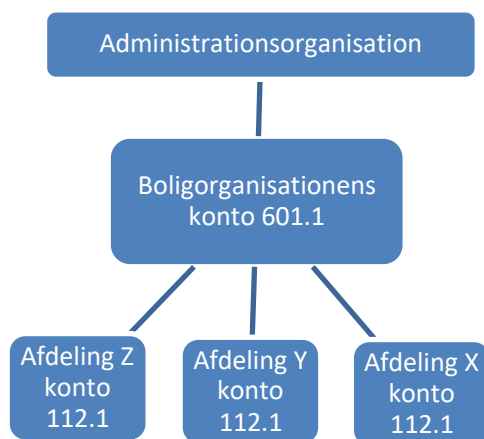 Administrationsorganisation
Boligorganisationens
konto 601.1
Afdeling Z
konto
112.1
Afdeling Y
konto
112.1
Afdeling X
konto
112.1